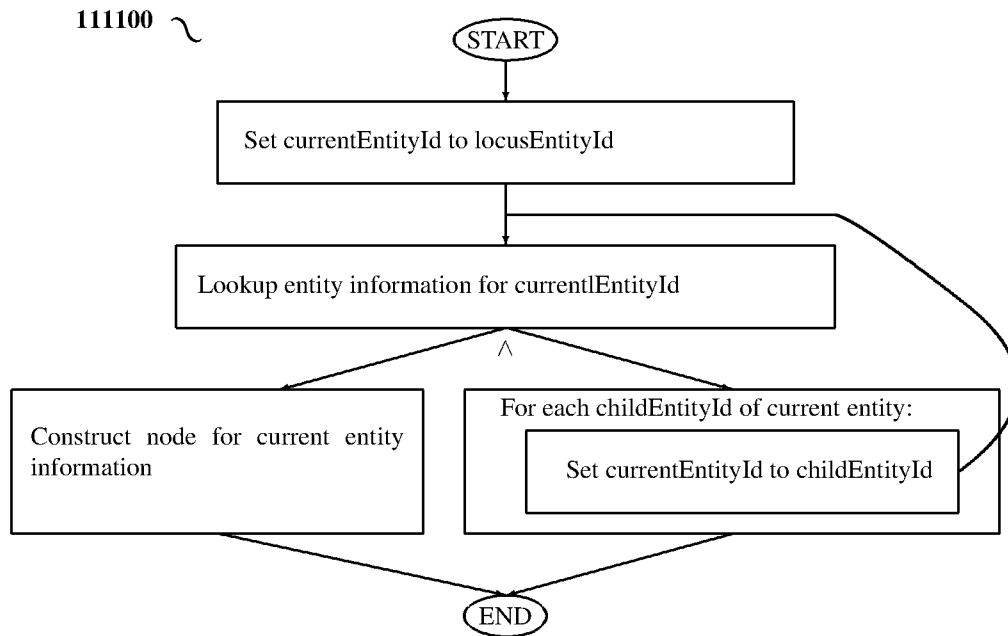 111100
START
Set currentEntityId to locusEntityId
Lookup entity information for currentlEntityId
^
Construct node for current entity
information
For each childEntityId of current entity:
Set currentEntityId to childEntityId
END